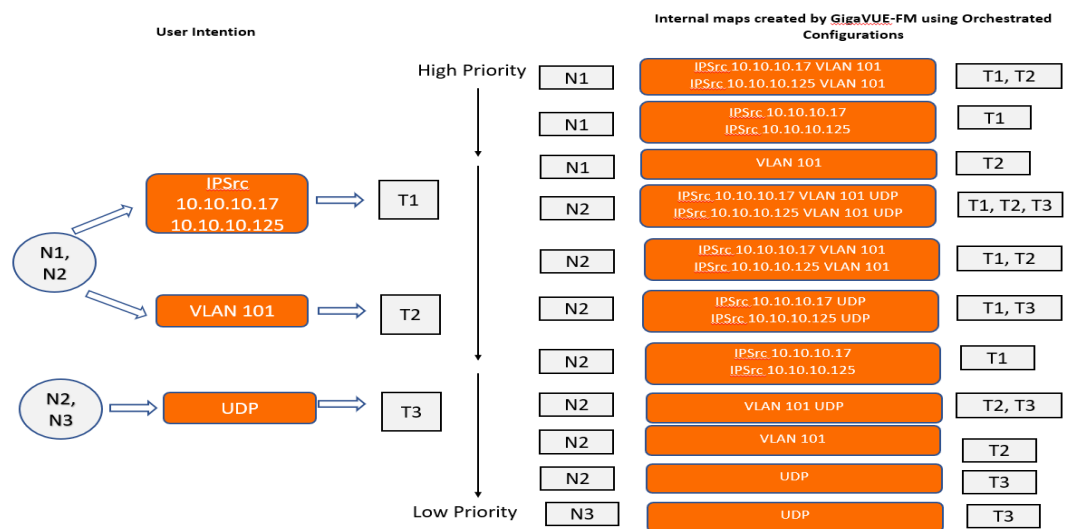 User Intention
Internal maps created by GigaVUE-FM using Orchestrated
Configurations
High Priority
N1
IPSrc 10.10.10.17 VLAN 101
IPSrc 10.10.10.125 VLAN 101
T1, T2
N1
IPSrc 10.10.10.17
IPSrc 10.10.10.125
T1
N1
VLAN 101
T2
N1,
N2
IPSrc
10.10.10.17
10.10.10.125
T1
N2
IPSrc 10.10.10.17 VLAN 101 UDP
IPSrc 10.10.10.125 VLAN 101 UDP
T1, T2, T3
N2
IPSrc 10.10.10.17 VLAN 101
IPSrc 10.10.10.125 VLAN 101
T1, T2
VLAN 101
T2
N2
IPSrc 10.10.10.17 UDP
IPSrc 10.10.10.125 UDP
T1, T3
N2
IPSrc 10.10.10.17
IPSrc 10.10.10.125
T1
N2,
N3
UDP
T3
N2
VLAN 101 UDP
T2, T3
N2
VLAN 101
T2
N2
UDP
T3
Low Priority
N3
UDP
T3